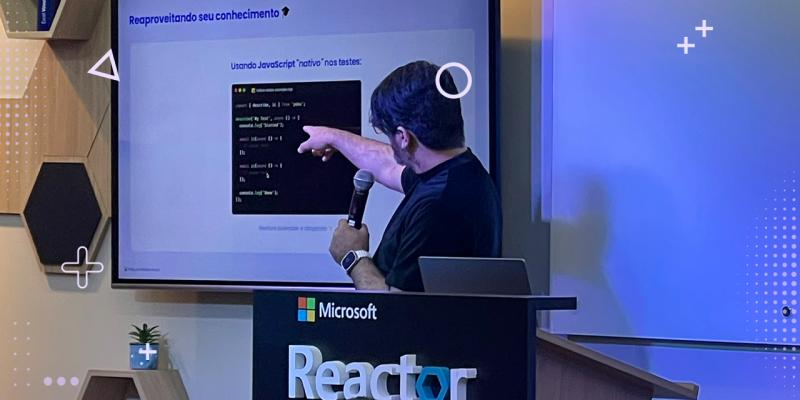 Reaproveitando seu conhecimento
Usando JavaScript "nativo" nos testes:
import { describe, it } from 'poku';
describe('My Test', async () => {
console.log('Started');
await it(async () => {
});
await it(async () => {
});
console.log('Done');
});
Microsoft
Reactor